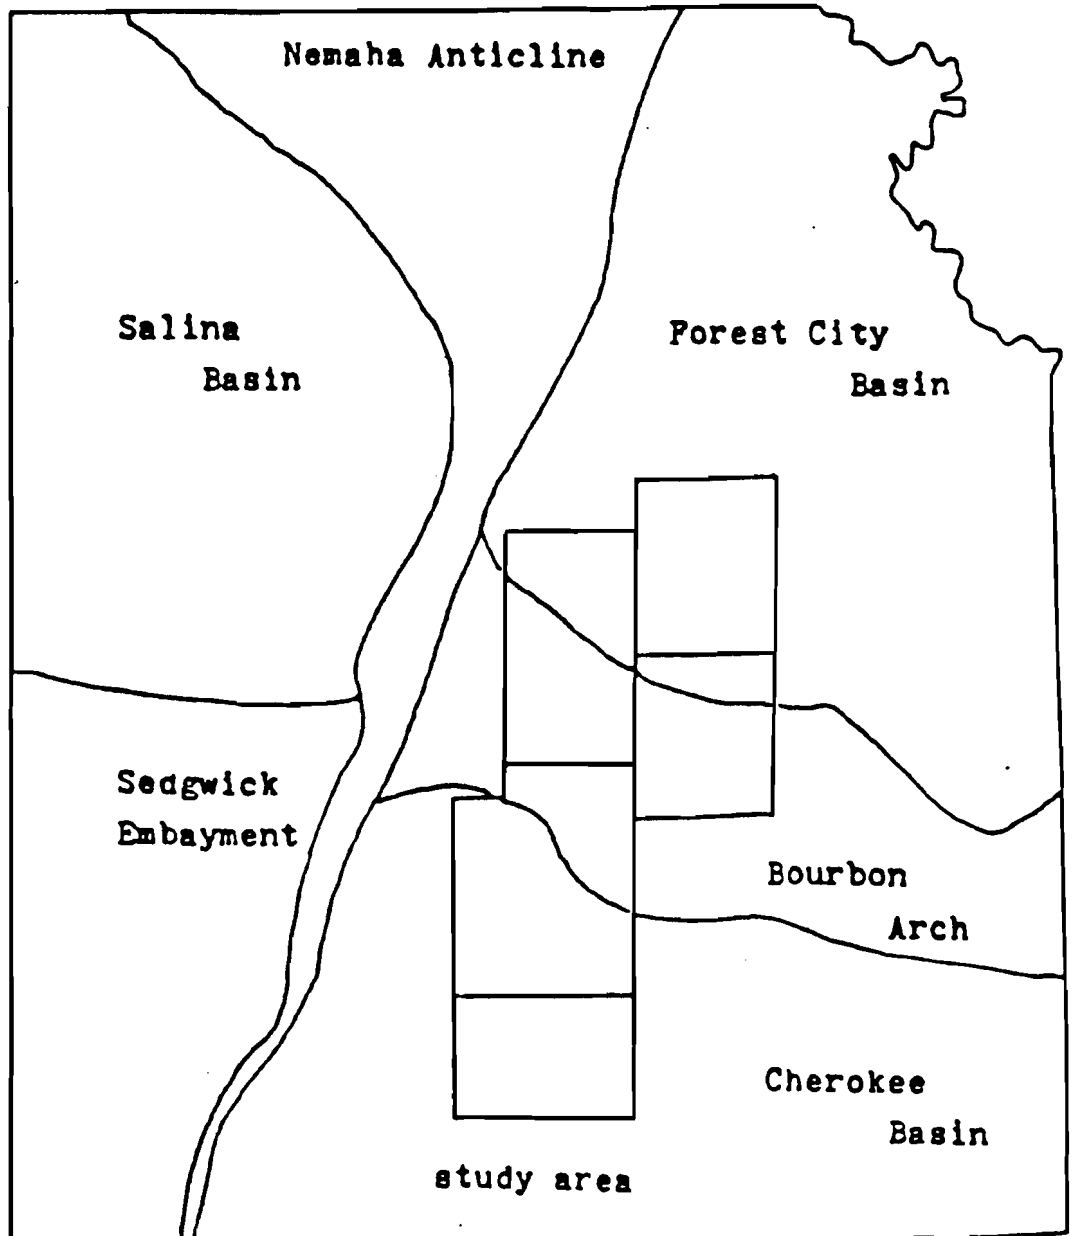 Nemaha Anticline
Salina
Basin
Forest City
Basin
Sedgwick
Embayment
Bourbon
Arch
Cherokee
Basin
study area